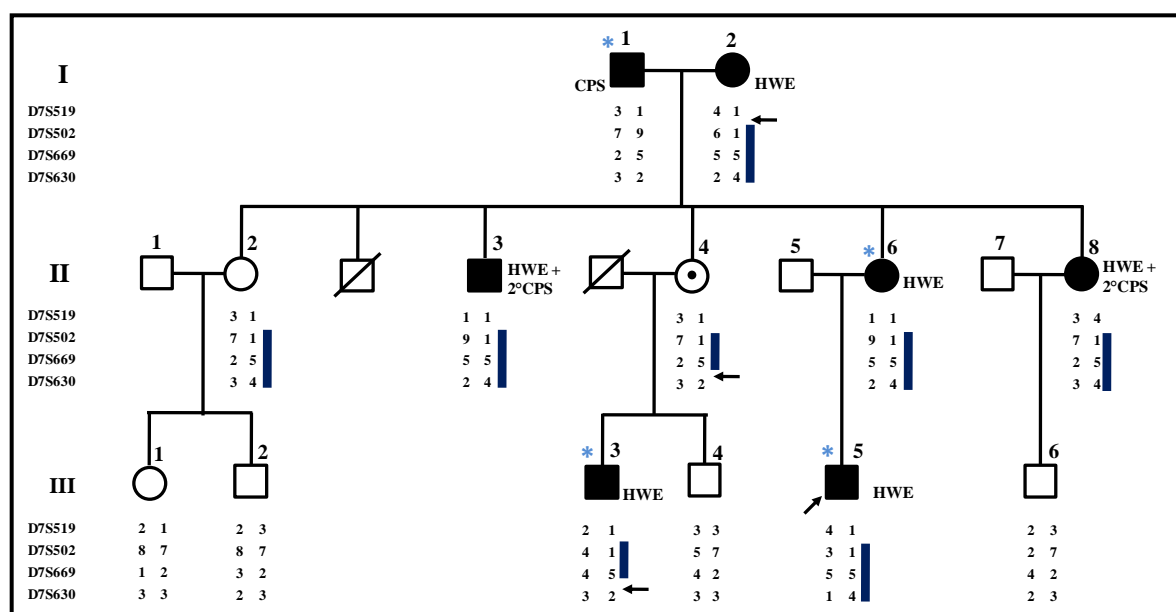 * 1 2
I
CPS HWE
D7S519 3 1 4 1
D7S502 7 9 6 1
D7S669 2 5 5 5
D7S630 3 2 2 4
1 2 3 4 5 * 6 7 8
II
HWE + 2°CPS HWE HWE + 2°CPS
D7S519 3 1 1 1 3 1 1 1 3 4
D7S502 7 1 9 1 7 1 9 1 7 1
D7S669 2 5 5 5 2 5 5 5 2 5
D7S630 3 4 2 4 3 2 2 4 3 4
1 2 * 3 4 * 5 6
III
HWE HWE
D7S519 2 1 2 3 2 1 3 3 4 1 2 3
D7S502 8 7 8 7 4 1 5 7 3 1 2 7
D7S669 1 2 3 2 4 5 4 2 5 5 4 2
D7S630 3 3 2 3 3 2 3 3 1 4 2 3